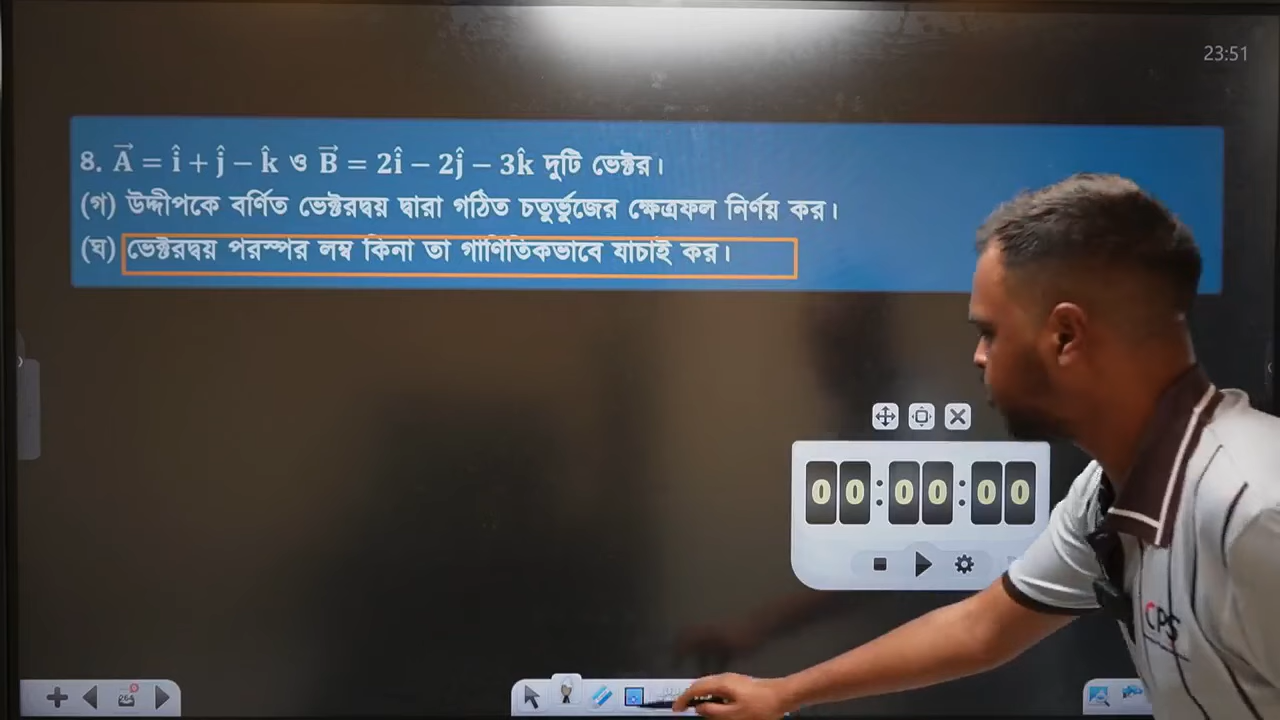 23:51
8. A⃗ = î + ĵ − k̂ ও B⃗ = 2î − 2ĵ − 3k̂ দুটি ভেক্টর।
(গ) উদ্দীপকে বর্ণিত ভেক্টরদ্বয় দ্বারা গঠিত চতুর্ভুজের ক্ষেত্রফল নির্ণয় কর।
(ঘ) ভেক্টরদ্বয় পরস্পর লম্ব কিনা তা গাণিতিকভাবে যাচাই কর।
00:00:00
CPS
264